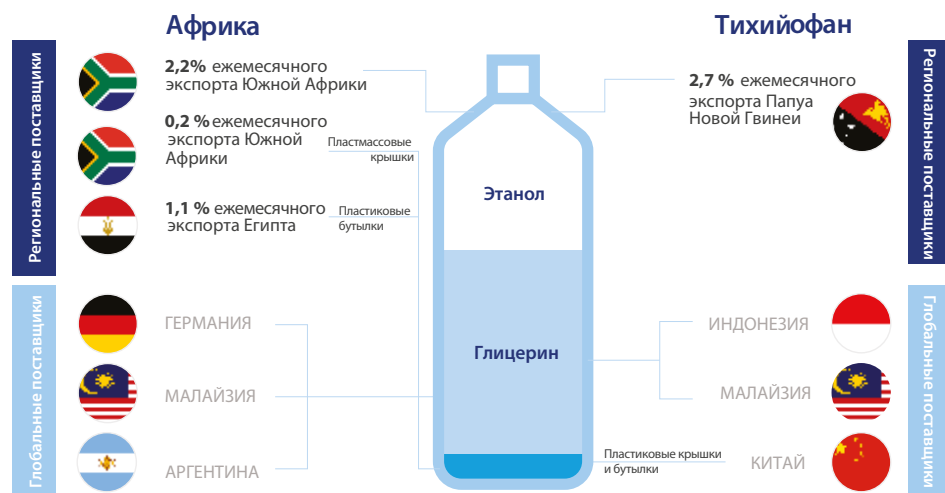 Африка
Тихийофан
Региональные поставщики
2,2% ежемесячного
экспорта Южной Африки
0,2 % ежемесячного
экспорта Южной
Африки
Пластмассовые
крышки
1,1 % ежемесячного
экспорта Египта
Пластиковые
бутылки
Этанол
2,7 % ежемесячного
экспорта Папуа
Новой Гвинеи
Региональные поставщики
Глобальные поставщики
ГЕРМАНИЯ
МАЛАЙЗИЯ
АРГЕНТИНА
Глицерин
ИНДОНЕЗИЯ
МАЛАЙЗИЯ
Пластиковые крышки
и бутылки
КИТАЙ
Глобальные поставщики